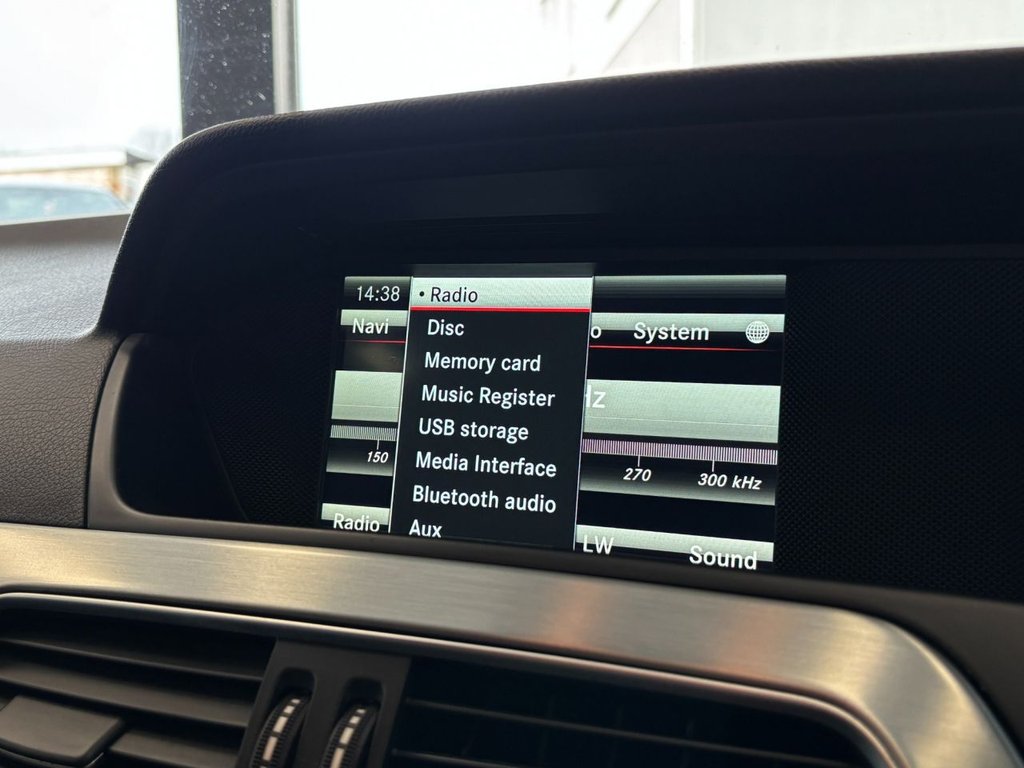 14:38
• Radio
Navi
o System
Disc
Memory card
Hz
Music Register
USB storage
150
270 300 kHz
Media Interface
Bluetooth audio
Radio
Aux
LW
Sound